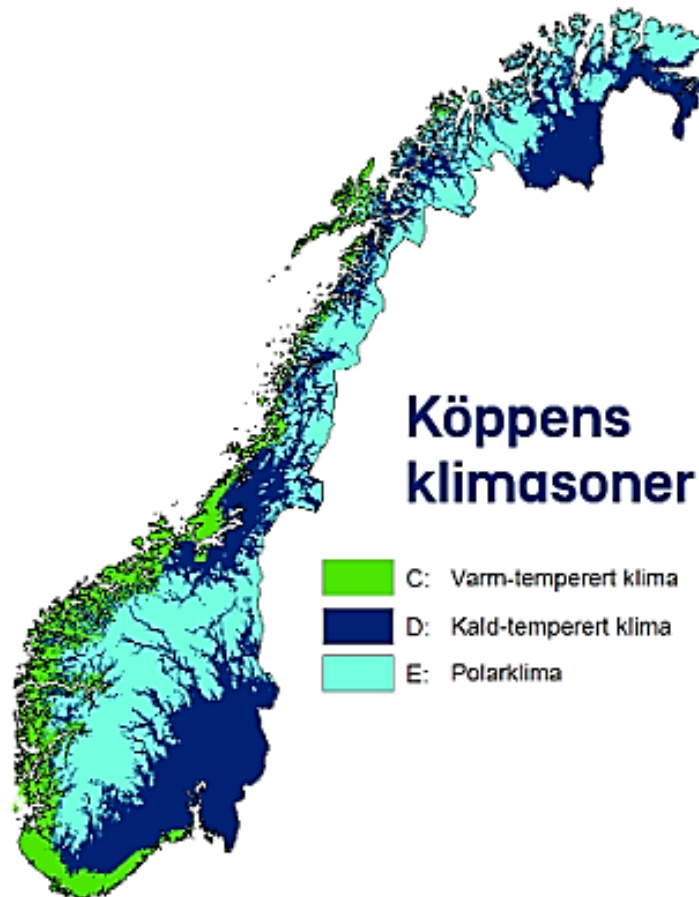 Köppens
klimasoner
C: Varm-temperert klima
D: Kald-temperert klima
E: Polarklima